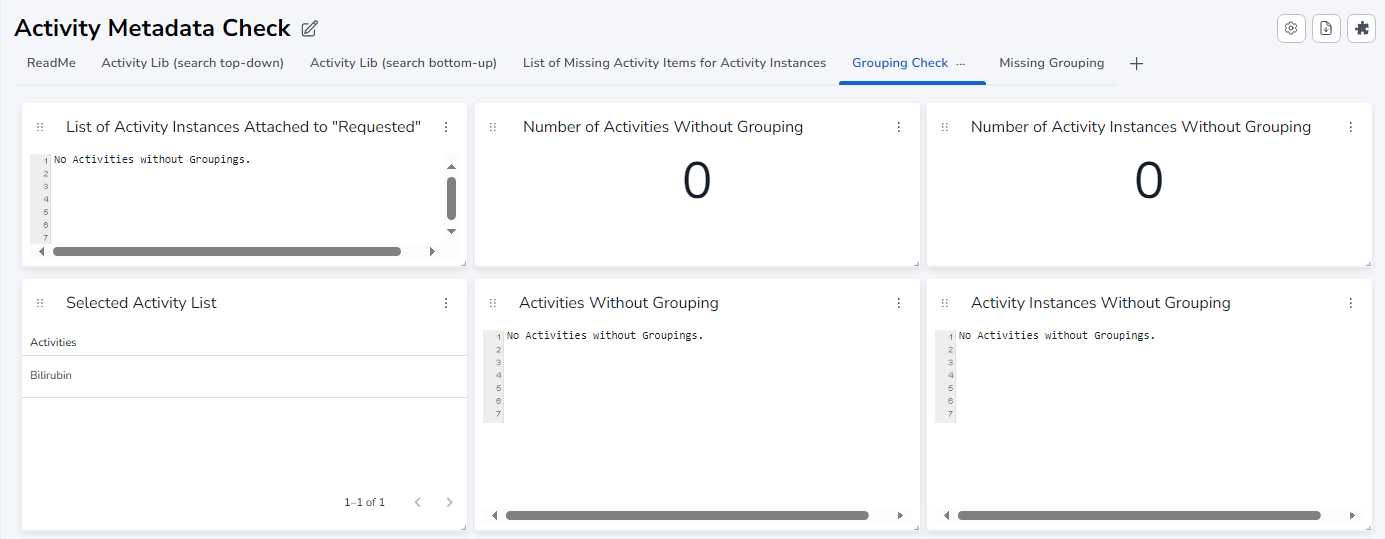 Activity Metadata Check
ReadMe Activity Lib (search top-down) Activity Lib (search bottom-up) List of Missing Activity Items for Activity Instances Grouping Check ... Missing Grouping
List of Activity Instances Attached to "Requested"
1 No Activities without Groupings.
2
3
4
5
6
7
Number of Activities Without Grouping
0
Number of Activity Instances Without Grouping
0
Selected Activity List
Activities
Bilirubin
1–1 of 1
Activities Without Grouping
1 No Activities without Groupings.
2
3
4
5
6
7
Activity Instances Without Grouping
1 No Activities without Groupings.
2
3
4
5
6
7